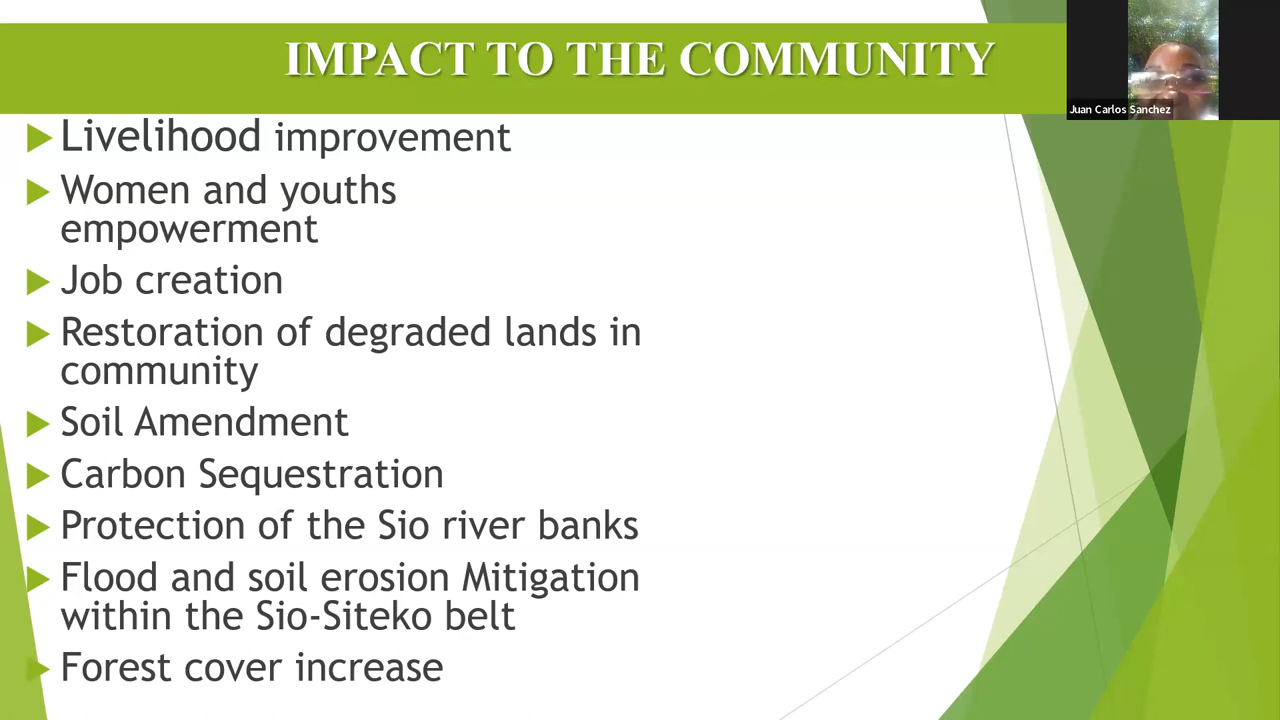 IMPACT TO THE COMMUNITY
Juan Carlos Sanchez
Livelihood improvement
Women and youths
empowerment
Job creation
Restoration of degraded lands in
community
Soil Amendment
Carbon Sequestration
Protection of the Sio river banks
Flood and soil erosion Mitigation
within the Sio-Siteko belt
Forest cover increase